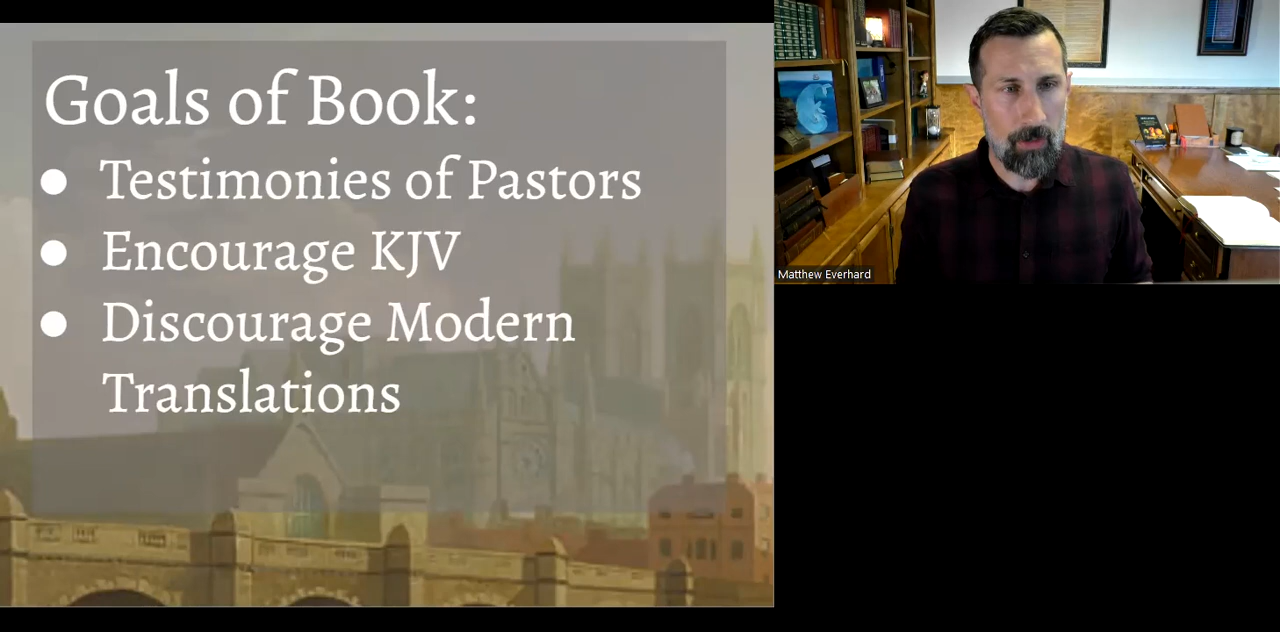 Goals of Book:
● Testimonies of Pastors
● Encourage KJV
● Discourage Modern
Translations
Matthew Everhard